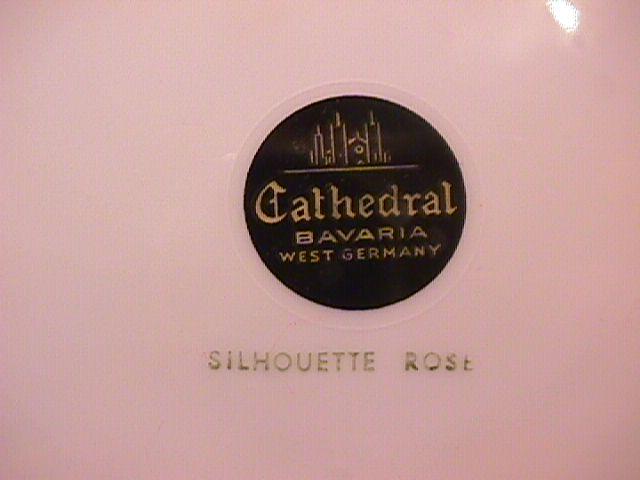 Cathedral
BAVARIA
WEST GERMANY
SILHOUETTE ROSE